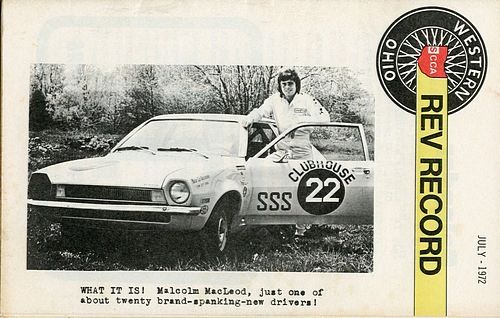 WESTERN
OHIO
SCCA
REV RECORD
JULY - 1972
CLUBHOUSE
22
SSS
WHAT IT IS! Malcolm MacLeod, just one of
about twenty brand-spanking-new drivers!